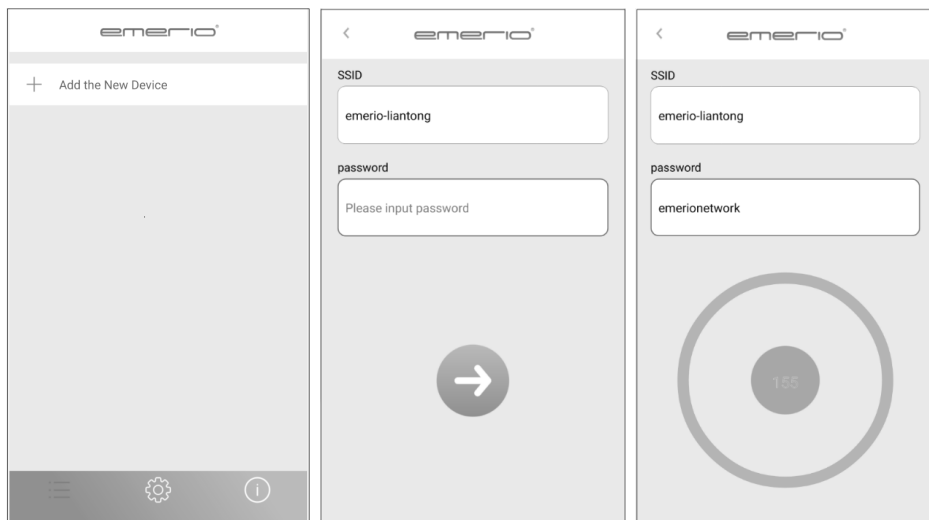 emerio®
Add the New Device
emerio®
SSID
emerio-liantong
password
Please input password
emerio®
SSID
emerio-liantong
password
emerionetwork
155